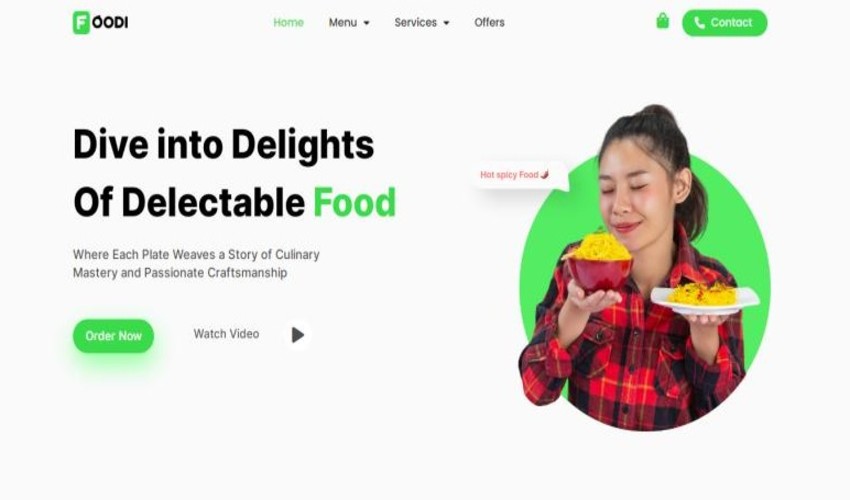 FOODI
Home Menu Services Offers Contact
Dive into Delights
Of Delectable Food
Hot spicy Food🌶️
Where Each Plate Weaves a Story of Culinary
Mastery and Passionate Craftsmanship
Order Now Watch Video